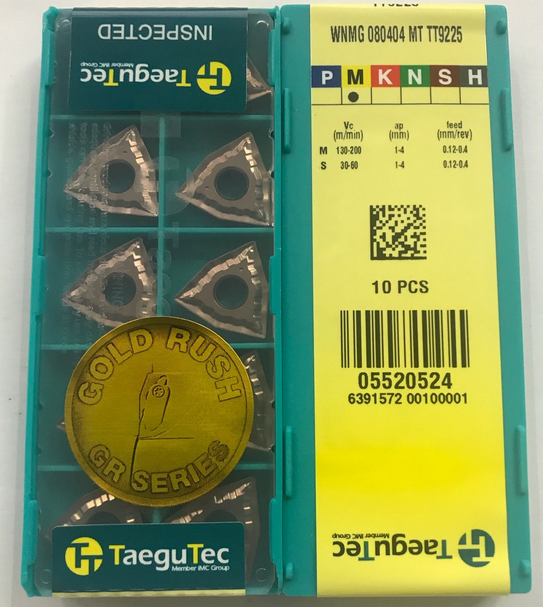 INSPECTED
TaeguTec
Member IMC Group
GOLD RUSH
GR SERIES
TaeguTec
Member IMC Group
WNMG 080404 MT TT9225
P M K N S H
Vc ap feed
(m/min) (mm) (mm/rev)
M 130-200 1-4 0.12-0.4
S 30-60 1-4 0.12-0.4
10 PCS
05520524
6391572 00100001
TaeguTec
Member IMC Group